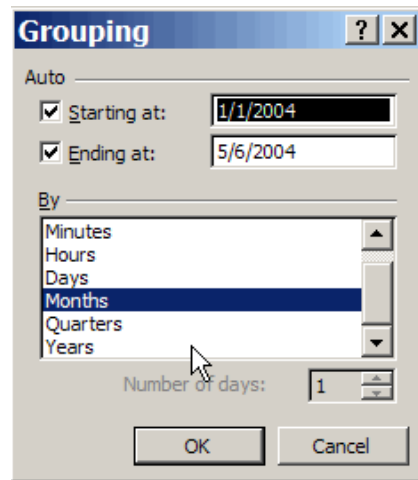 Grouping
Auto
Starting at: 1/1/2004
Ending at: 5/6/2004
By
Minutes
Hours
Days
Months
Quarters
Years
Number of days: 1
OK Cancel